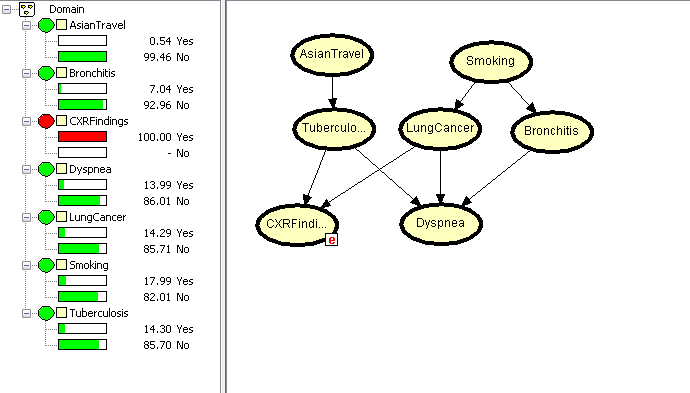 Domain
AsianTravel
0.54 Yes
99.46 No
Bronchitis
7.04 Yes
92.96 No
CXRFindings
100.00 Yes
- No
Dyspnea
13.99 Yes
86.01 No
LungCancer
14.29 Yes
85.71 No
Smoking
17.99 Yes
82.01 No
Tuberculosis
14.30 Yes
85.70 No
AsianTravel
Smoking
Tuberculo...
LungCancer
Bronchitis
CXRFindi...
e
Dyspnea